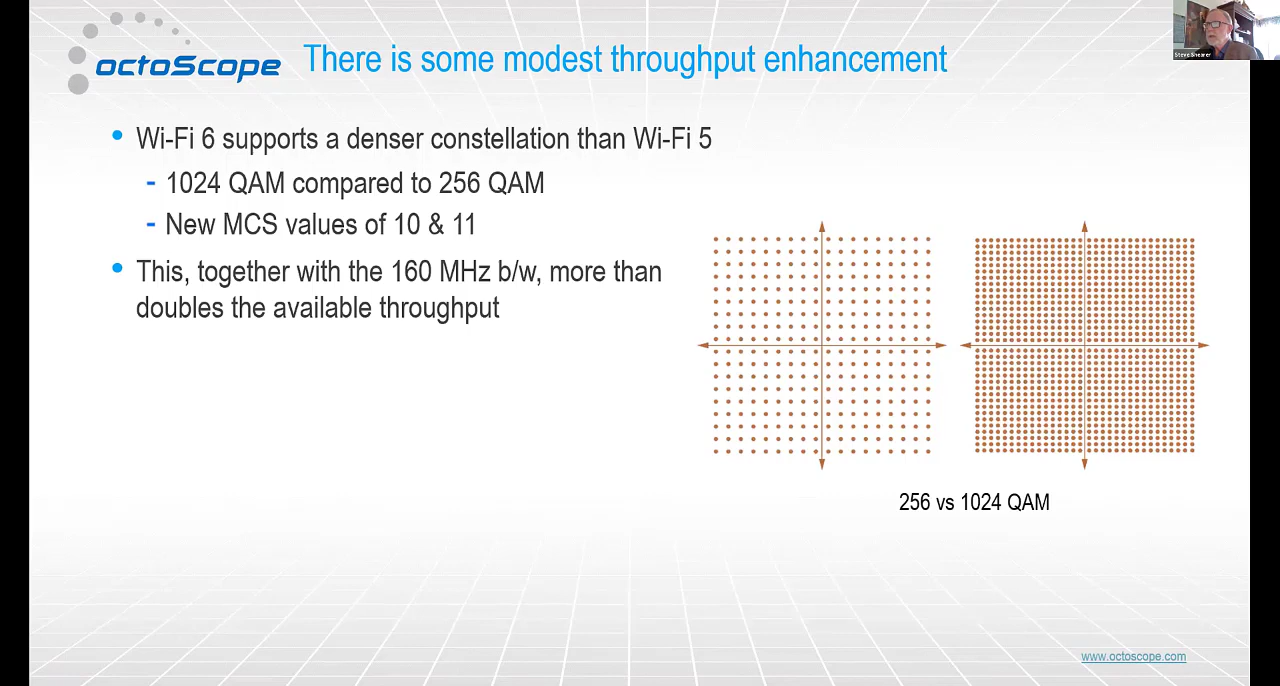 octoScope
There is some modest throughput enhancement
Steve Shearer
• Wi-Fi 6 supports a denser constellation than Wi-Fi 5
- 1024 QAM compared to 256 QAM
- New MCS values of 10 & 11
• This, together with the 160 MHz b/w, more than
doubles the available throughput
256 vs 1024 QAM
www.octoscope.com